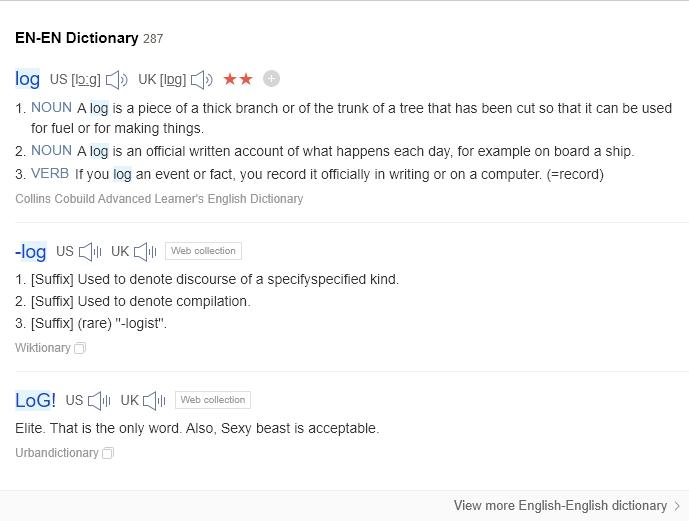 EN-EN Dictionary 287
log US [lɔːɡ] UK [lɒɡ] ★★
1. NOUN A log is a piece of a thick branch or of the trunk of a tree that has been cut so that it can be used
for fuel or for making things.
2. NOUN A log is an official written account of what happens each day, for example on board a ship.
3. VERB If you log an event or fact, you record it officially in writing or on a computer. (=record)
Collins Cobuild Advanced Learner's English Dictionary
-log US UK Web collection
1. [Suffix] Used to denote discourse of a specifyspecified kind.
2. [Suffix] Used to denote compilation.
3. [Suffix] (rare) "-logist".
Wiktionary
LoG! US UK Web collection
Elite. That is the only word. Also, Sexy beast is acceptable.
Urbandictionary
View more English-English dictionary >